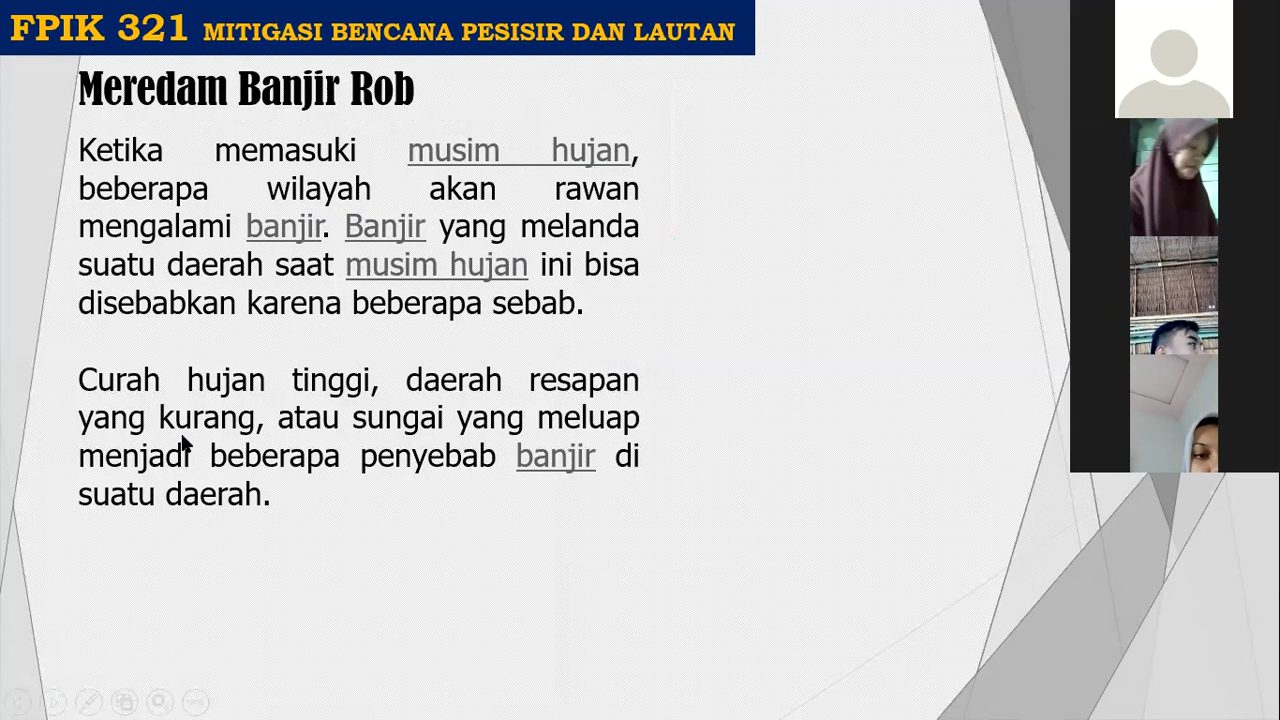 FPIK 321 MITIGASI BENCANA PESISIR DAN LAUTAN
Meredam Banjir Rob
Ketika memasuki musim hujan,
beberapa wilayah akan rawan
mengalami banjir. Banjir yang melanda
suatu daerah saat musim hujan ini bisa
disebabkan karena beberapa sebab.
Curah hujan tinggi, daerah resapan
yang kurang, atau sungai yang meluap
menjadi beberapa penyebab banjir di
suatu daerah.